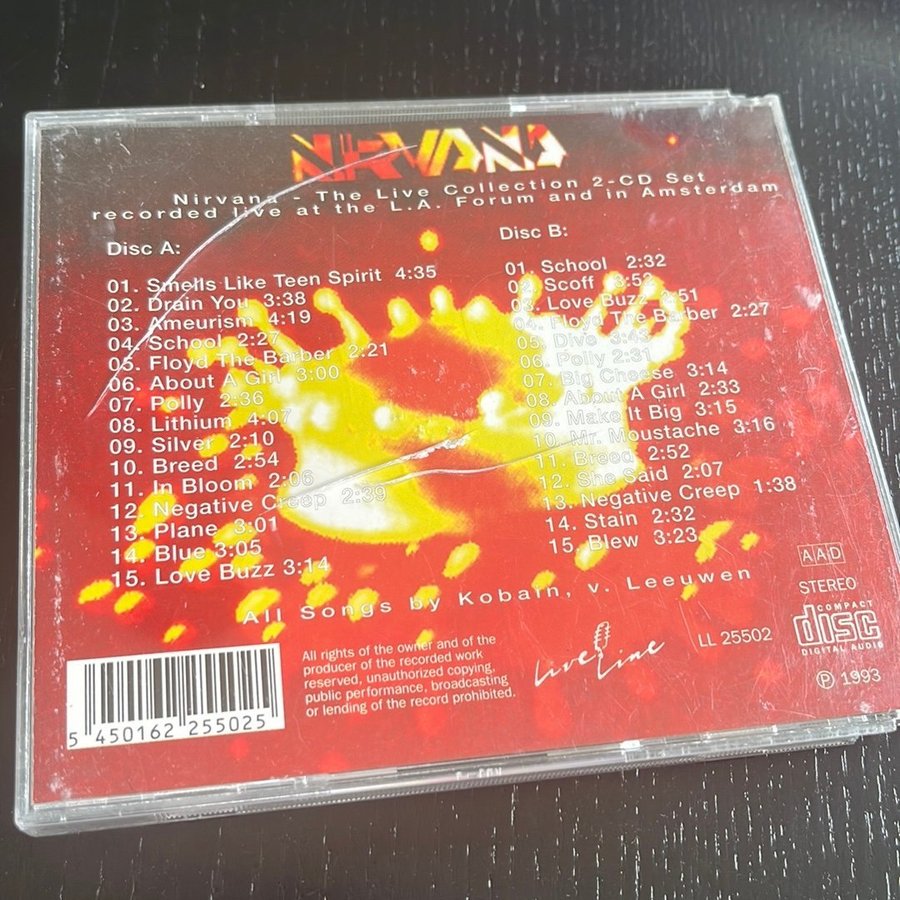 NIRVANA
Nirvana - The Live Collection 2-CD Set
recorded live at the L.A. Forum and in Amsterdam
Disc A:
01. Smells Like Teen Spirit 4:35
02. Drain You 3:38
03. Ameurism 4:19
04. School 2:27
05. Floyd The Barber 2:21
06. About A Girl 3:00
07. Polly 2:36
08. Lithium 4:07
09. Silver 2:10
10. Breed 2:54
11. In Bloom 2:06
12. Negative Creep 2:39
13. Plane 3:01
14. Blue 3:05
15. Love Buzz 3:14
Disc B:
01. School 2:32
02. Scoff 3:53
03. Love Buzz 2:51
04. Floyd The Barber 2:27
05. Dive 3:43
06. Polly 2:31
07. Big Cheese 3:14
08. About A Girl 2:33
09. Make It Big 3:15
10. Mr. Moustache 3:16
11. Breed 2:52
12. She Said 2:07
13. Negative Creep 1:38
14. Stain 2:32
15. Blew 3:23
All Songs by Kobain, v. Leeuwen
AAD
STEREO
COMPACT
disc
DIGITAL AUDIO
℗ 1993
LL 25502
Live Line
All rights of the owner and of the
producer of the recorded work
reserved, unauthorized copying,
public performance, broadcasting
or lending of the record prohibited.
5 450162 255025